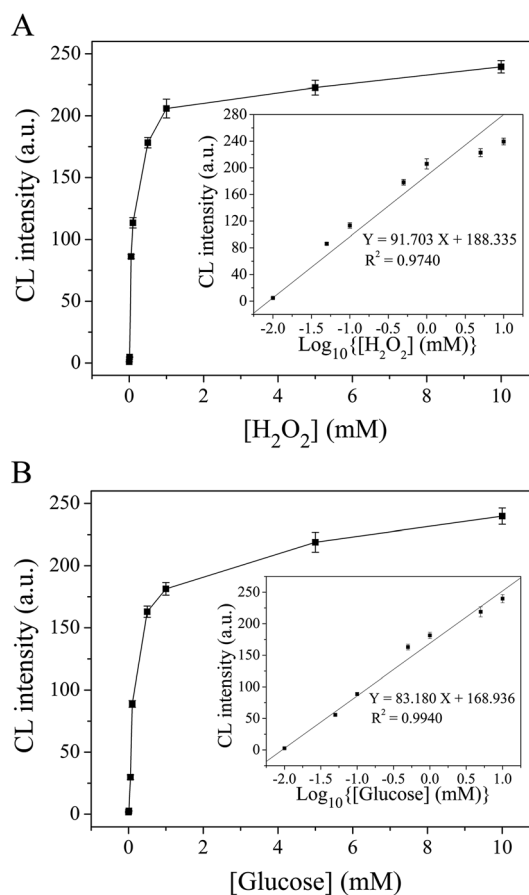 A
CL intensity (a.u.)
250
200
150
100
50
0
0 2 4 6 8 10
[H₂O₂] (mM)
CL intensity (a.u.)
280
240
200
160
120
80
40
0
Y = 91.703 X + 188.335
R² = 0.9740
-2.0 -1.5 -1.0 -0.5 0.0 0.5 1.0
Log₁₀{[H₂O₂] (mM)}
B
CL intensity (a.u.)
250
200
150
100
50
0
0 2 4 6 8 10
[Glucose] (mM)
CL intensity (a.u.)
250
200
150
100
50
0
Y = 83.180 X + 168.936
R² = 0.9940
-2.0 -1.5 -1.0 -0.5 0.0 0.5 1.0
Log₁₀{[Glucose] (mM)}